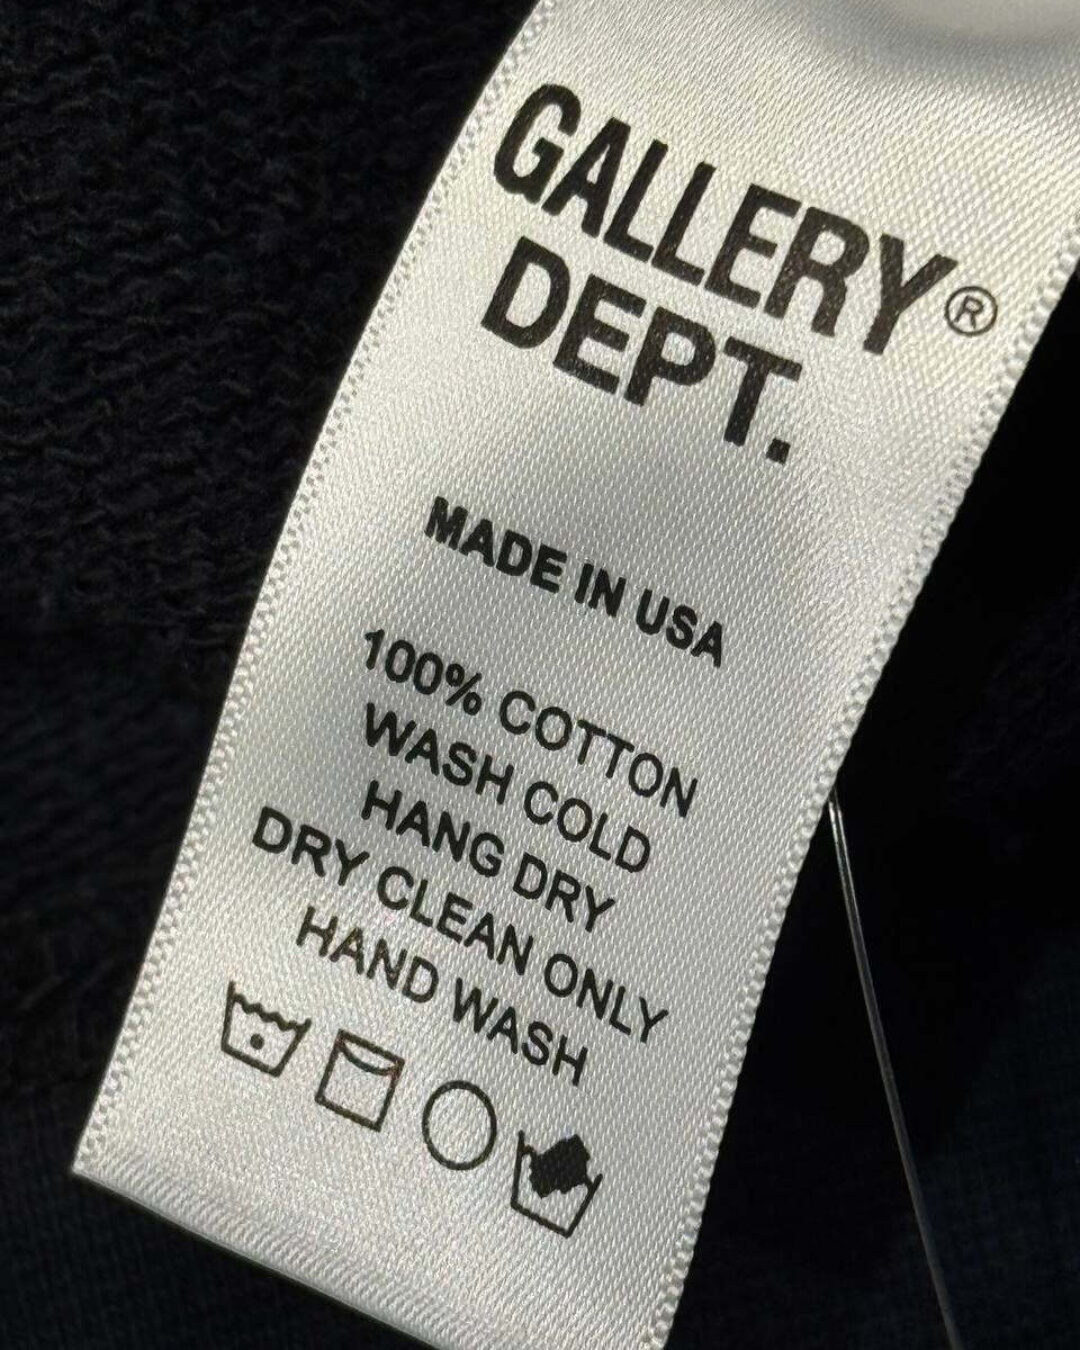 GALLERY®
DEPT.
MADE IN USA
100% COTTON
WASH COLD
HANG DRY
DRY CLEAN ONLY
HAND WASH